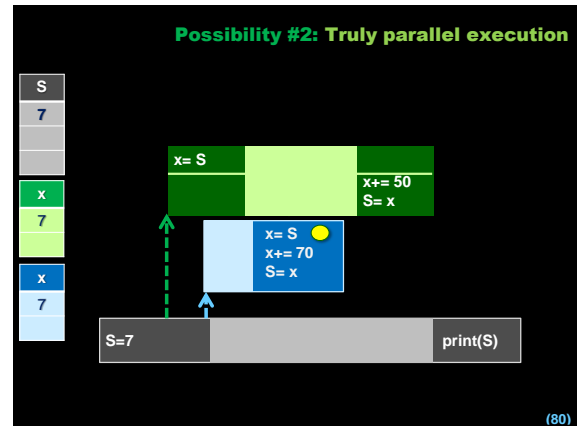 Possibility #2: Truly parallel execution
S
7
x
7
x
7
x= S
x+= 50
S= x
x= S
x+= 70
S= x
S=7
print(S)
(80)